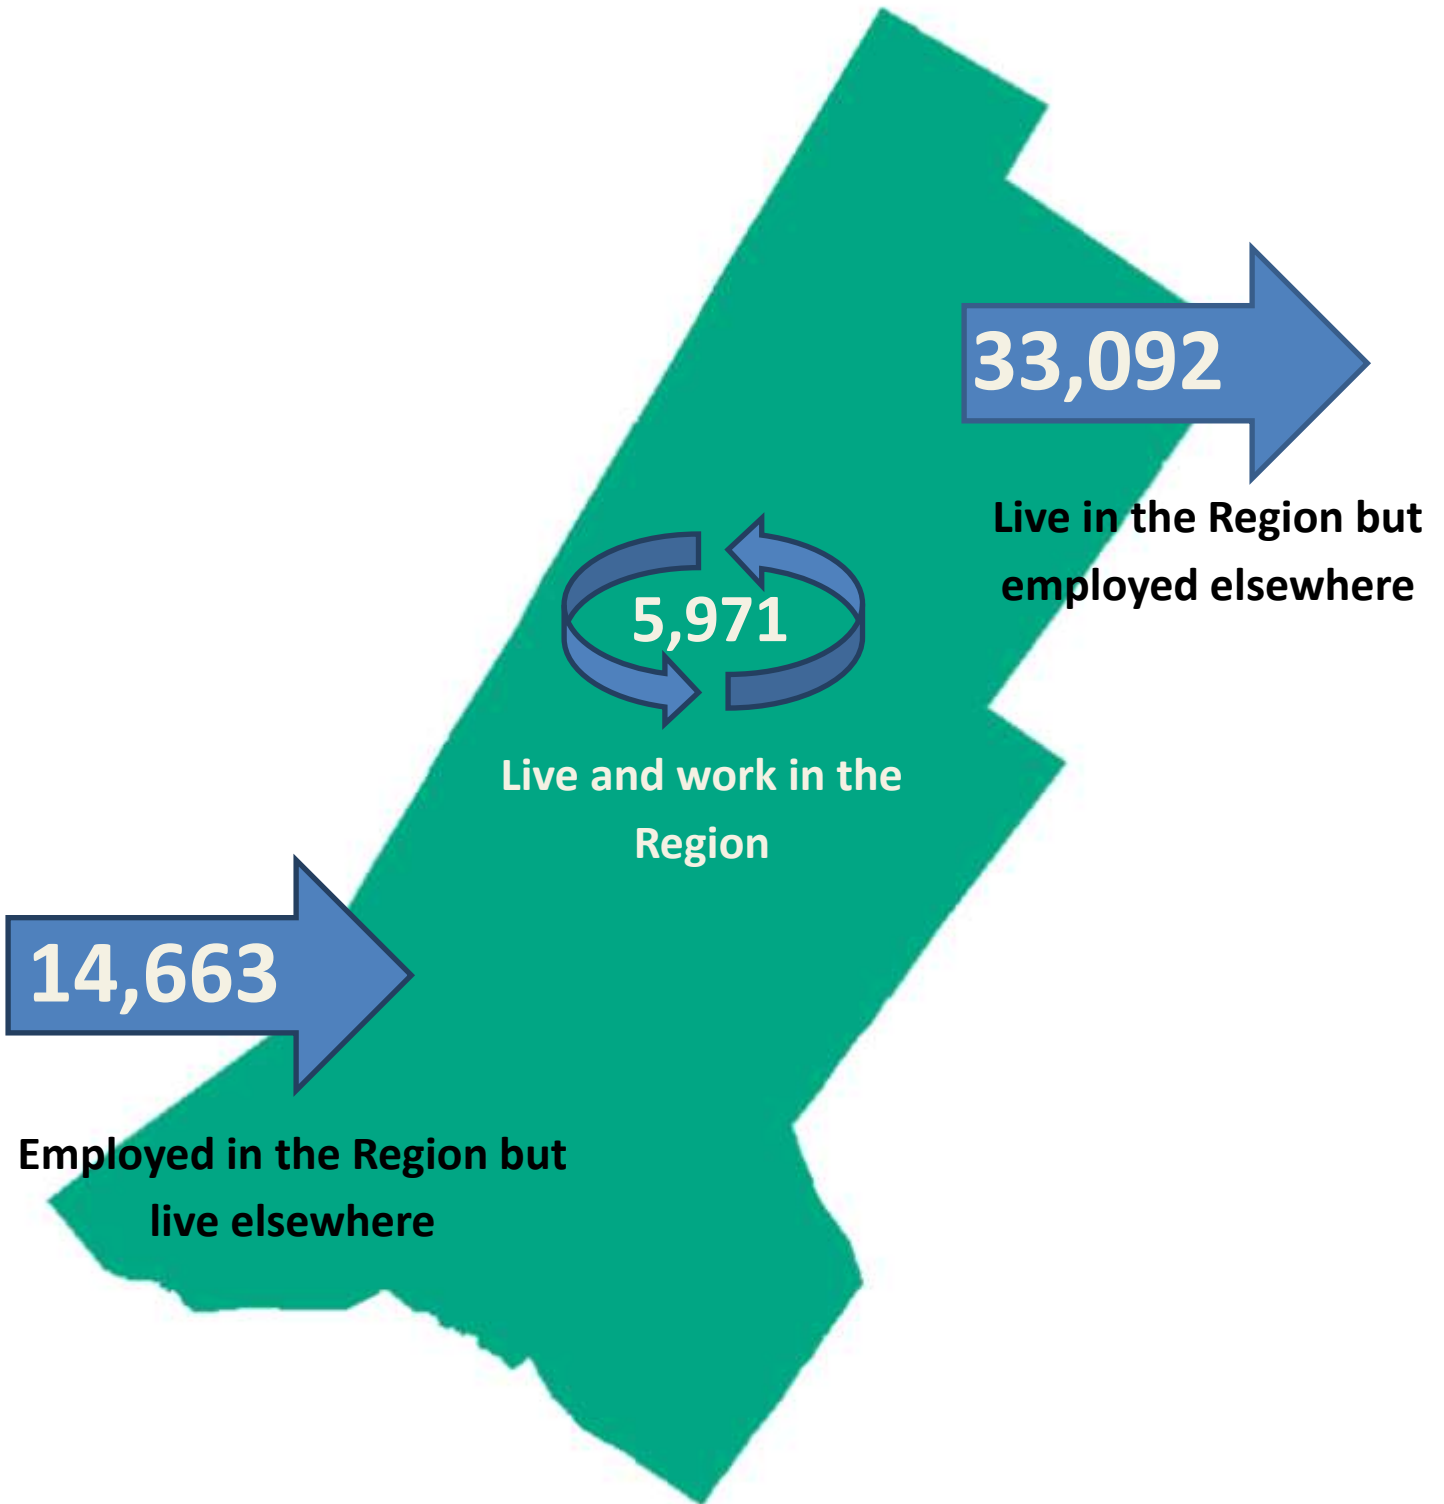 33,092
Live in the Region but
employed elsewhere
5,971
Live and work in the
Region
14,663
Employed in the Region but
live elsewhere